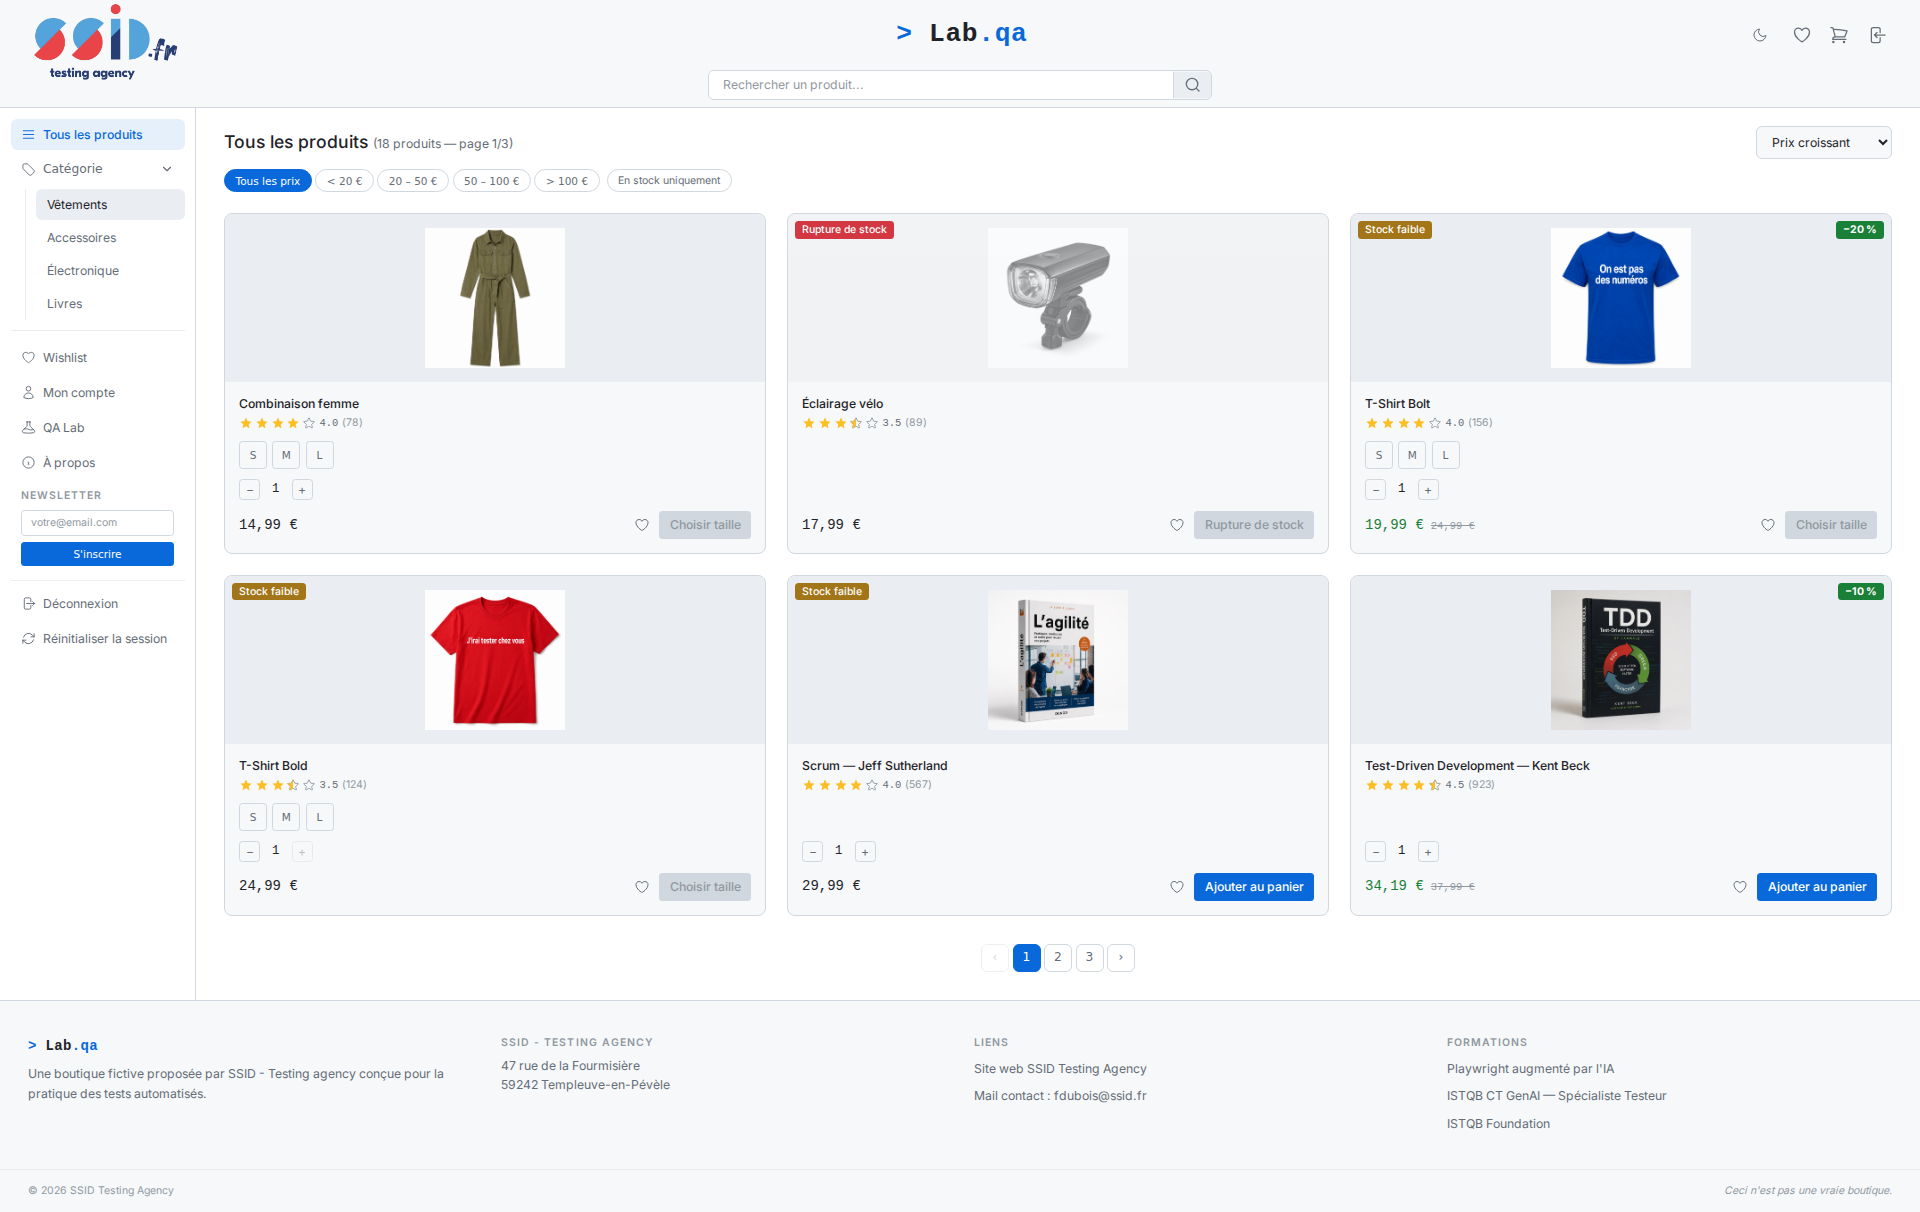 ssiD.fr
testing agency
> Lab.qa
Rechercher un produit...
Tous les produits
Catégorie
Vêtements
Accessoires
Électronique
Livres
Wishlist
Mon compte
QA Lab
À propos
NEWSLETTER
votre@email.com
S'inscrire
Déconnexion
Réinitialiser la session
Tous les produits (18 produits — page 1/3)
Prix croissant
Tous les prix
< 20 €
20 – 50 €
50 – 100 €
> 100 €
En stock uniquement
Combinaison femme
4.0 (78)
S M L
− 1 +
14,99 €
Choisir taille
Rupture de stock
Éclairage vélo
3.5 (89)
17,99 €
Rupture de stock
Stock faible
−20 %
On est pas
des numéros
T-Shirt Bolt
4.0 (156)
S M L
− 1 +
19,99 € 24,99 €
Choisir taille
Stock faible
J'irai tester chez vous
T-Shirt Bold
3.5 (124)
S M L
− 1 +
24,99 €
Choisir taille
Stock faible
L'agilité
Scrum — Jeff Sutherland
4.0 (567)
− 1 +
29,99 €
Ajouter au panier
−10 %
TDD
Test-Driven Development
KENT BECK
Test-Driven Development — Kent Beck
4.5 (923)
− 1 +
34,19 € 37,99 €
Ajouter au panier
‹ 1 2 3 ›
> Lab.qa
Une boutique fictive proposée par SSID - Testing agency conçue pour la
pratique des tests automatisés.
SSID - TESTING AGENCY
47 rue de la Fourmisière
59242 Templeuve-en-Pévèle
LIENS
Site web SSID Testing Agency
Mail contact : fdubois@ssid.fr
FORMATIONS
Playwright augmenté par l'IA
ISTQB CT GenAI — Spécialiste Testeur
ISTQB Foundation
© 2026 SSID Testing Agency
Ceci n'est pas une vraie boutique.